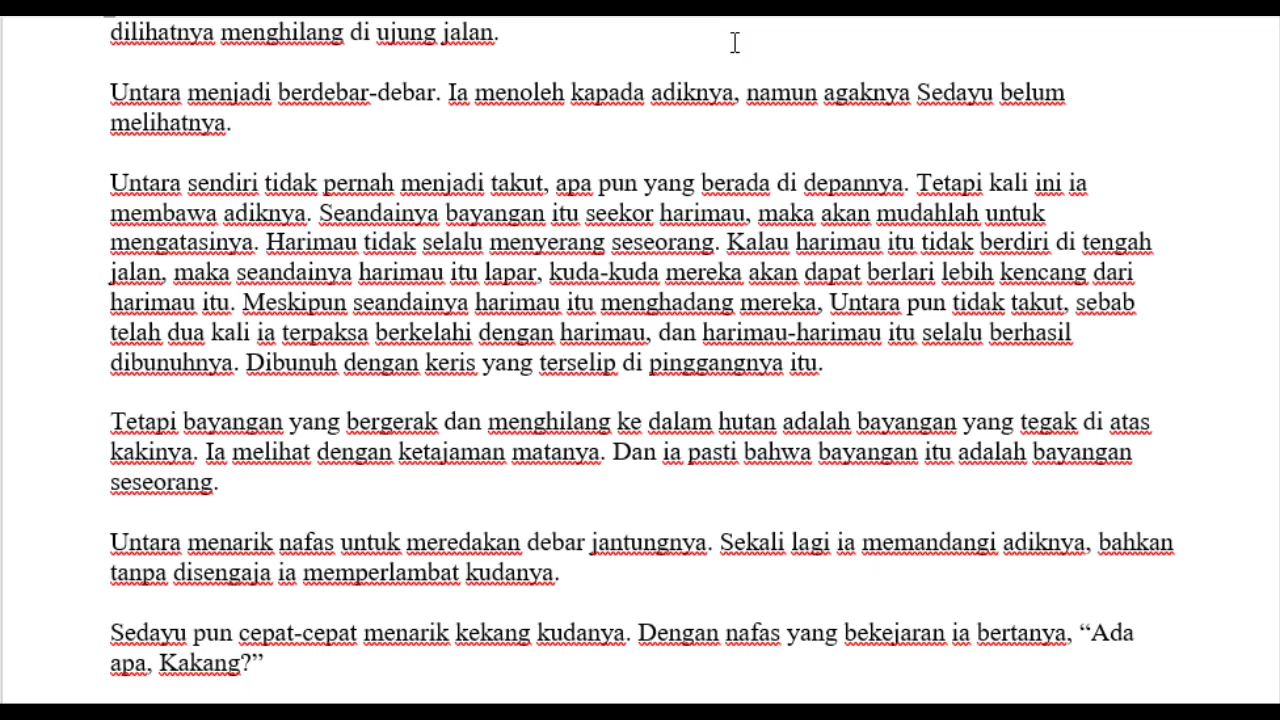 dilihatnya menghilang di ujung jalan.
Untara menjadi berdebar-debar. Ia menoleh kapada adiknya, namun agaknya Sedayu belum
melihatnya.
Untara sendiri tidak pernah menjadi takut, apa pun yang berada di depannya. Tetapi kali ini ia
membawa adiknya. Seandainya bayangan itu seekor harimau, maka akan mudahlah untuk
mengatasinya. Harimau tidak selalu menyerang seseorang. Kalau harimau itu tidak berdiri di tengah
jalan, maka seandainya harimau itu lapar, kuda-kuda mereka akan dapat berlari lebih kencang dari
harimau itu. Meskipun seandainya harimau itu menghadang mereka, Untara pun tidak takut, sebab
telah dua kali ia terpaksa berkelahi dengan harimau, dan harimau-harimau itu selalu berhasil
dibunuhnya. Dibunuh dengan keris yang terselip di pinggangnya itu.
Tetapi bayangan yang bergerak dan menghilang ke dalam hutan adalah bayangan yang tegak di atas
kakinya. Ia melihat dengan ketajaman matanya. Dan ia pasti bahwa bayangan itu adalah bayangan
seseorang.
Untara menarik nafas untuk meredakan debar jantungnya. Sekali lagi ia memandangi adiknya, bahkan
tanpa disengaja ia memperlambat kudanya.
Sedayu pun cepat-cepat menarik kekang kudanya. Dengan nafas yang bekejaran ia bertanya, “Ada
apa, Kakang?”